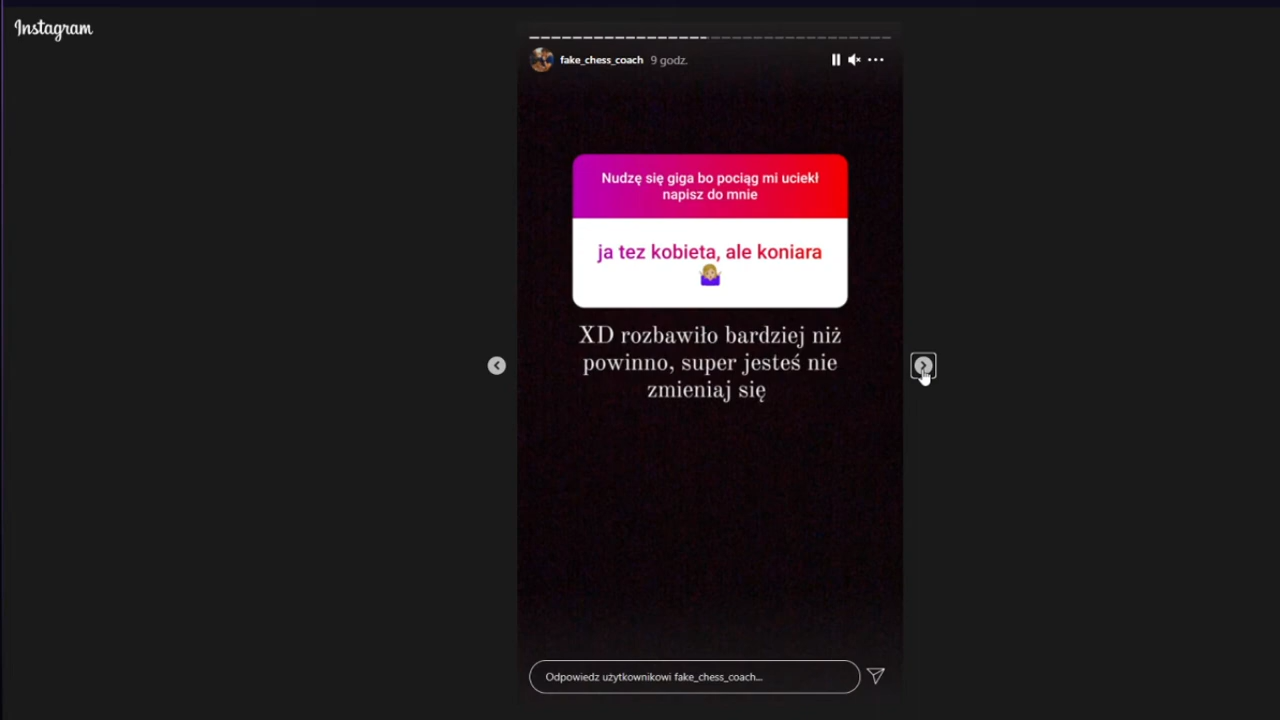 Instagram
fake_chess_coach 9 godz.
Nudzę się giga bo pociąg mi uciekł
napisz do mnie
ja tez kobieta, ale koniara
🤷🏼‍♀️
XD rozbawiło bardziej niż
powinno, super jesteś nie
zmieniaj się
Odpowiedz użytkownikowi fake_chess_coach...